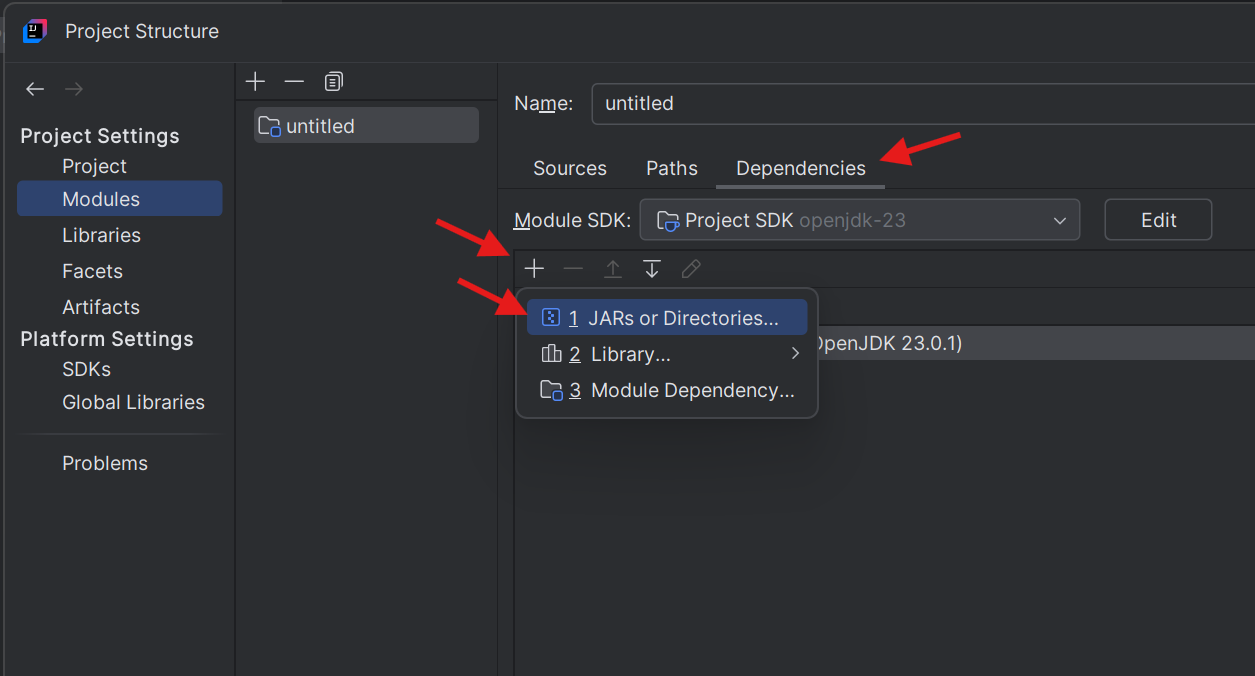 Project Structure
Project Settings
Project
Modules
Libraries
Facets
Artifacts
Platform Settings
SDKs
Global Libraries
Problems
untitled
Name: untitled
Sources Paths Dependencies
Module SDK: Project SDK openjdk-23 Edit
1 JARs or Directories...
2 Library...
3 Module Dependency...
23.0.1)